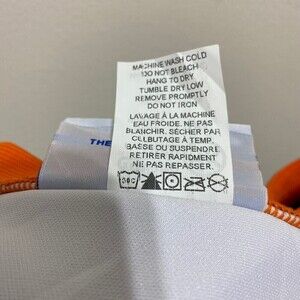 MACHINE WASH COLD
DO NOT BLEACH
HANG TO DRY
TUMBLE DRY LOW
REMOVE PROMPTLY
DO NOT IRON
LAVAGE À LA MACHINE
EAU FROIDE. NE PAS
BLANCHIR. SÉCHER PAR
CULBUTAGE À TEMP.
BASSE OU SUSPENDRE
RETIRER RAPIDEMENT
NE PAS REPASSER.
THE